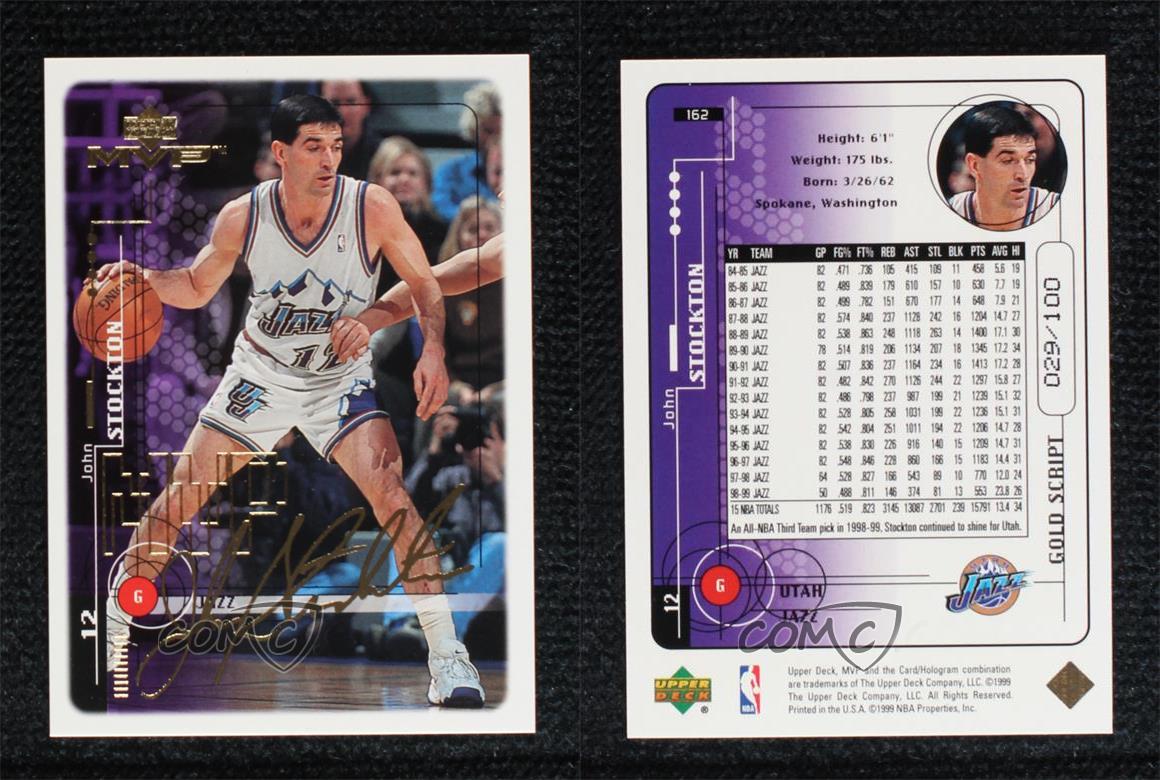 UPPER DECK
MVP
SPALDING
JAZZ
12
John
STOCKTON
MVP
G
JAZZ
12
COMC
162
Height: 6'1"
Weight: 175 lbs.
Born: 3/26/62
Spokane, Washington
John
STOCKTON
YR TEAM GP FG% FT% REB AST STL BLK PTS AVG HI
84-85 JAZZ 82 .471 .736 105 415 109 11 458 5.6 19
85-86 JAZZ 82 .489 .839 179 610 157 10 630 7.7 19
86-87 JAZZ 82 .499 .782 151 670 177 14 648 7.9 21
87-88 JAZZ 82 .574 .840 237 1128 242 16 1204 14.7 27
88-89 JAZZ 82 .538 .863 248 1118 263 14 1400 17.1 30
89-90 JAZZ 78 .514 .819 206 1134 207 18 1345 17.2 34
90-91 JAZZ 82 .507 .836 237 1164 234 16 1413 17.2 28
91-92 JAZZ 82 .482 .842 270 1126 244 22 1297 15.8 27
92-93 JAZZ 82 .486 .798 237 987 199 21 1239 15.1 32
93-94 JAZZ 82 .528 .805 258 1031 199 22 1236 15.1 31
94-95 JAZZ 82 .542 .804 251 1011 194 22 1206 14.7 28
95-96 JAZZ 82 .538 .830 226 916 140 15 1209 14.7 31
96-97 JAZZ 82 .548 .846 228 860 166 15 1183 14.4 31
97-98 JAZZ 64 .528 .827 166 543 89 10 770 12.0 24
98-99 JAZZ 50 .488 .811 146 374 81 13 553 23.8 26
15 NBA TOTALS 1176 .519 .823 3145 13087 2701 239 15791 13.4 34
An All-NBA Third Team pick in 1998-99, Stockton continued to shine for Utah.
029/100
GOLD SCRIPT
12
G
UTAH
JAZZ
JAZZ
COMC
UPPER DECK ®
NBA
Upper Deck, MVP and the Card/Hologram combination
are trademarks of The Upper Deck Company, LLC. ©1999
The Upper Deck Company, LLC. All Rights Reserved.
Printed in the U.S.A. ©1999 NBA Properties, Inc.